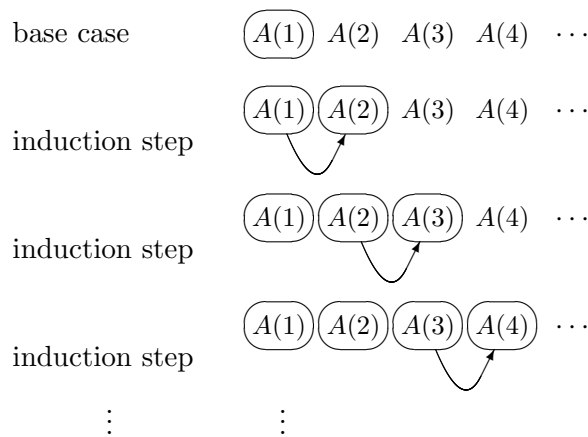 base case A(1) A(2) A(3) A(4) ⋯
A(1) A(2) A(3) A(4) ⋯
induction step
A(1) A(2) A(3) A(4) ⋯
induction step
A(1) A(2) A(3) A(4) ⋯
induction step
⋮ ⋮